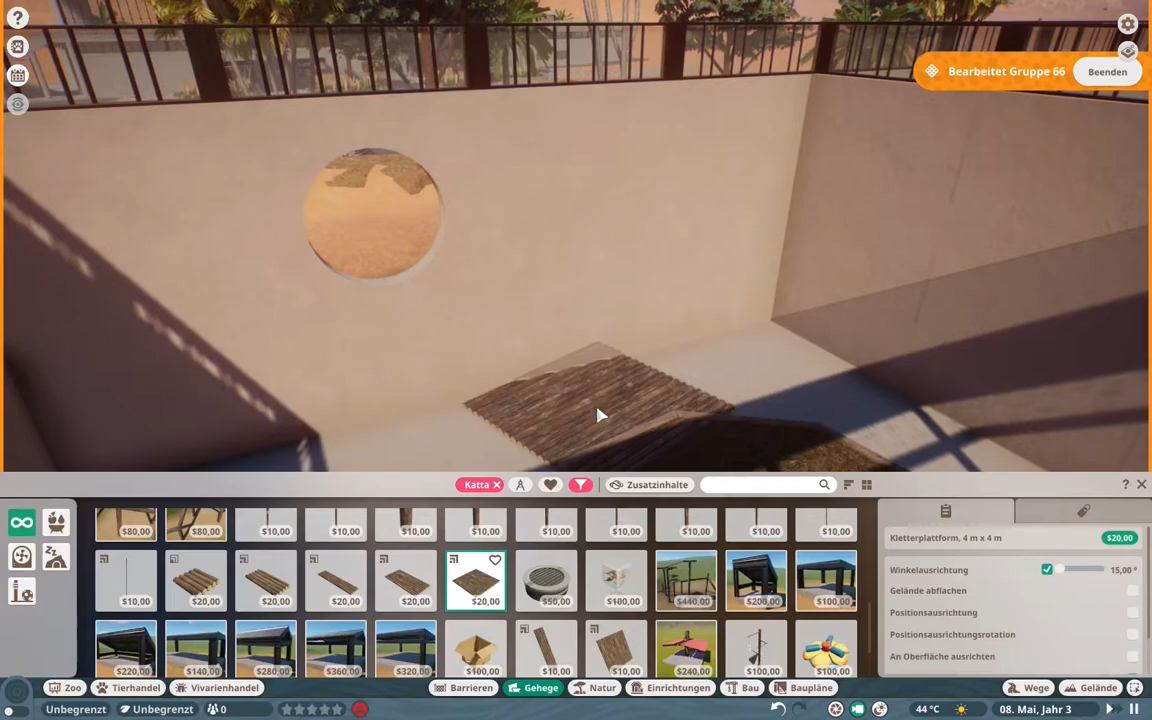 ?
Bearbeitet Gruppe 66
Beenden
Katta ✕
Zusatzinhalte
? ✕
$80,00 $80,00 $10,00 $10,00 $10,00 $10,00 $10,00 $10,00 $10,00 $10,00 $10,00
$10,00 $20,00 $20,00 $20,00 $20,00 $20,00 $50,00 $100,00 $440,00 $200,00 $100,00
$220,00 $140,00 $280,00 $360,00 $320,00 $100,00 $10,00 $10,00 $240,00 $100,00 $100,00
Kletterplattform, 4 m x 4 m $20,00
Winkelausrichtung 15,00 °
Gelände abflachen
Positionsausrichtung
Positionsausrichtungsrotation
An Oberfläche ausrichten
Zoo Tierhandel Vivarienhandel Barrieren Gehege Natur Einrichtungen Bau Baupläne Wege Gelände
Unbegrenzt Unbegrenzt 0 44 °C 08. Mai, Jahr 3